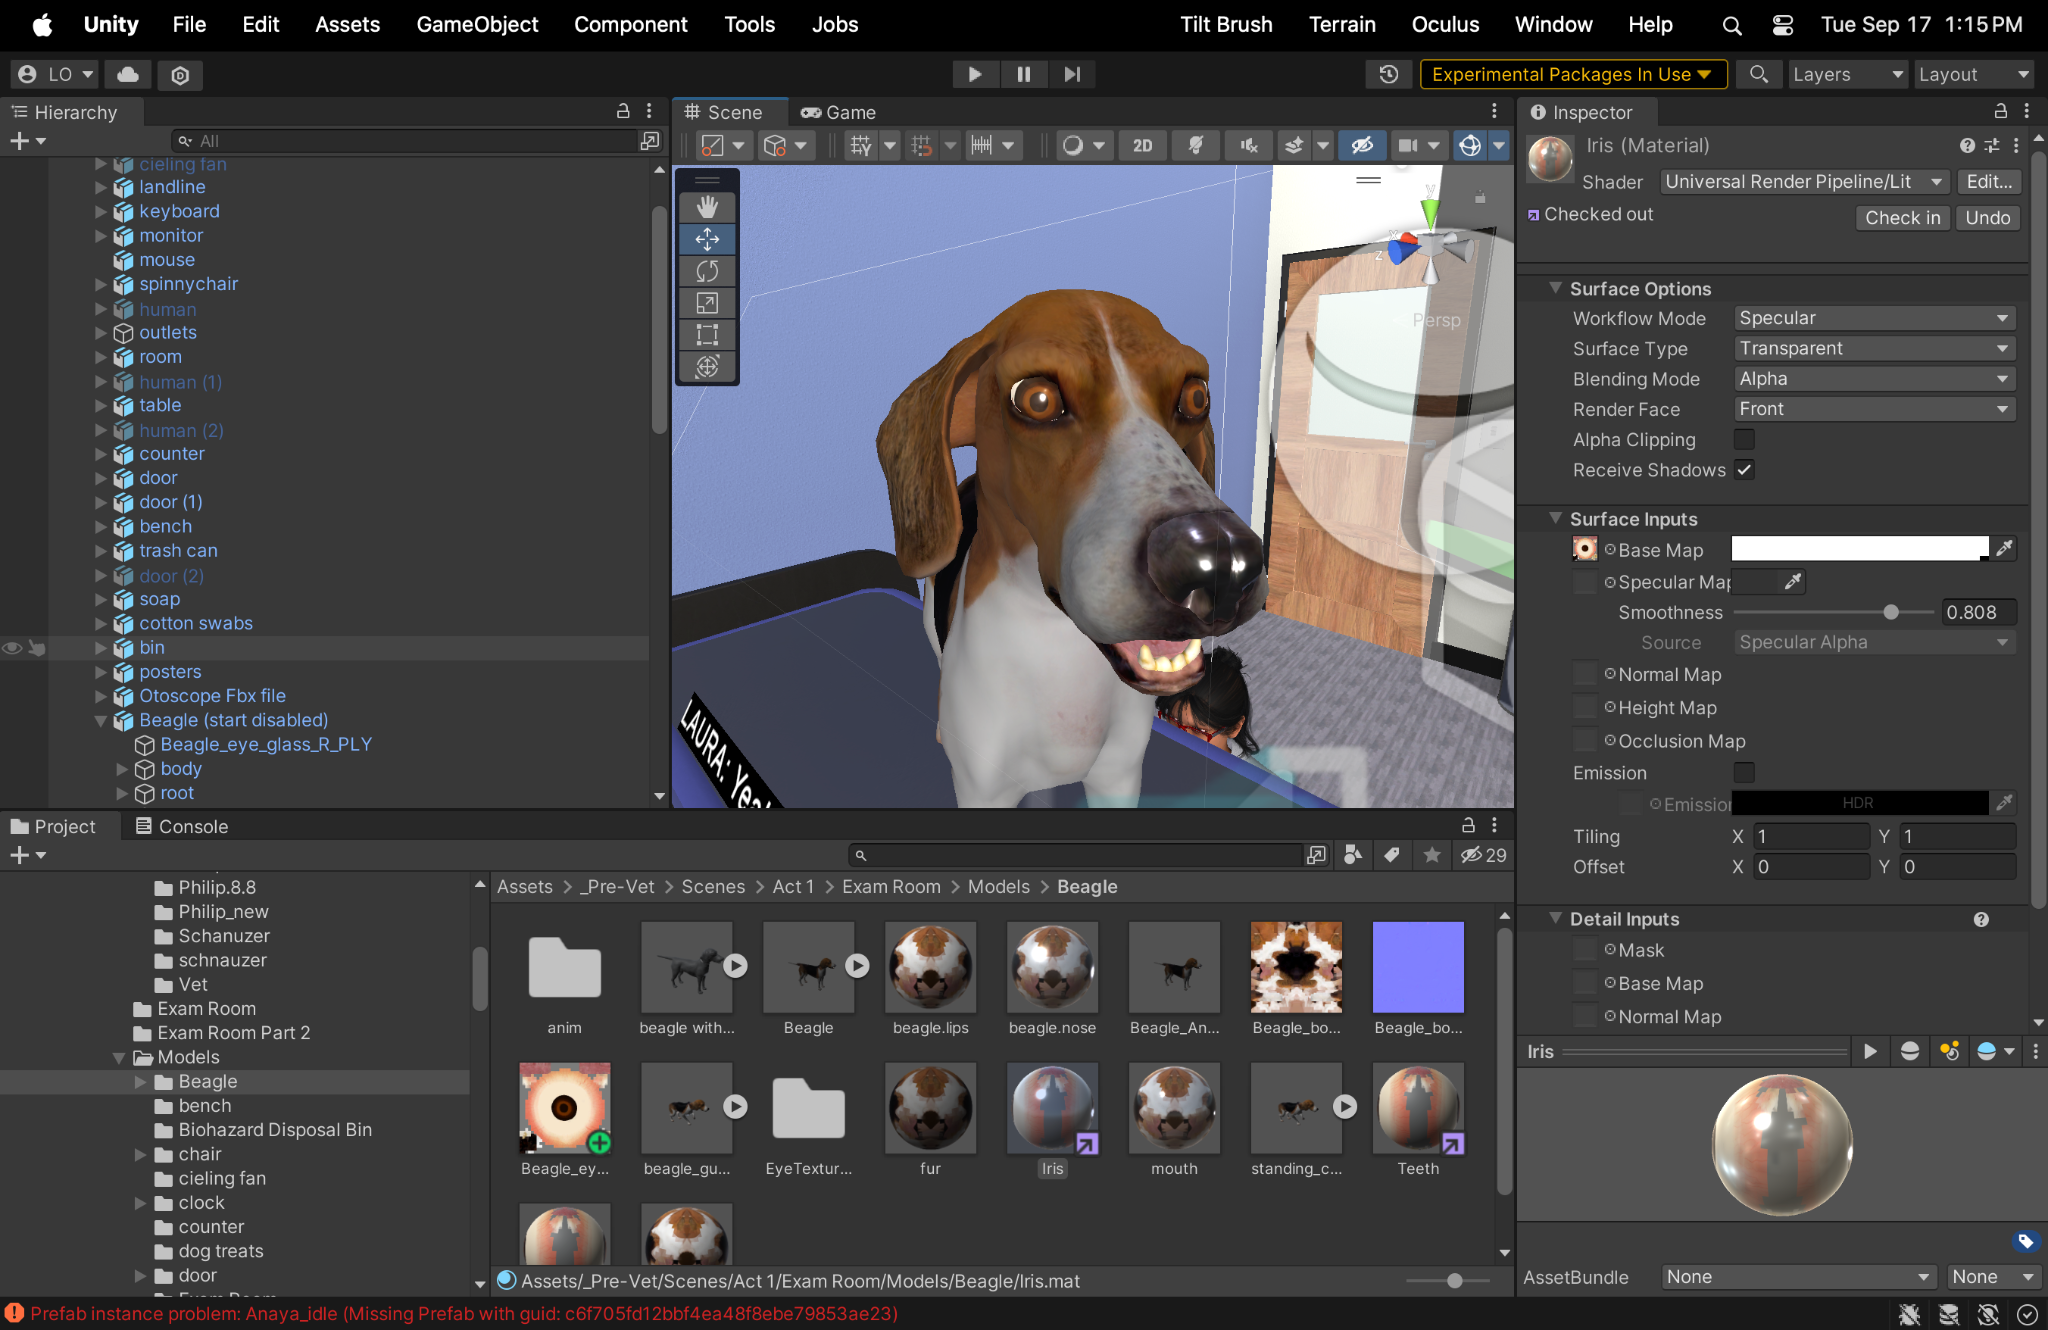 Unity File Edit Assets GameObject Component Tools Jobs Tilt Brush Terrain Oculus Window Help Tue Sep 17 1:15 PM
LO Experimental Packages In Use Layers Layout
Hierarchy
All
cieling fan
landline
keyboard
monitor
mouse
spinnychair
human
outlets
room
human (1)
table
human (2)
counter
door
door (1)
bench
trash can
door (2)
soap
cotton swabs
bin
posters
Otoscope Fbx file
Beagle (start disabled)
Beagle_eye_glass_R_PLY
body
root
Scene Game
2D
y
x
z
Persp
LAURA: Yea
Inspector
Iris (Material)
Shader Universal Render Pipeline/Lit Edit...
Checked out Check in Undo
Surface Options
Workflow Mode Specular
Surface Type Transparent
Blending Mode Alpha
Render Face Front
Alpha Clipping
Receive Shadows
Surface Inputs
Base Map
Specular Map
Smoothness 0.808
Source Specular Alpha
Normal Map
Height Map
Occlusion Map
Emission
Emission HDR
Tiling X 1 Y 1
Offset X 0 Y 0
Detail Inputs
Mask
Base Map
Normal Map
Iris
AssetBundle None None
Project Console
29
Philip.8.8
Philip_new
Schanuzer
schnauzer
Vet
Exam Room
Exam Room Part 2
Models
Beagle
bench
Biohazard Disposal Bin
chair
cieling fan
clock
counter
dog treats
door
Assets > _Pre-Vet > Scenes > Act 1 > Exam Room > Models > Beagle
anim beagle with... Beagle beagle.lips beagle.nose Beagle_An... Beagle_bo... Beagle_bo...
Beagle_ey... beagle_gu... EyeTextur... fur Iris mouth standing_c... Teeth
Assets/_Pre-Vet/Scenes/Act 1/Exam Room/Models/Beagle/Iris.mat
Prefab instance problem: Anaya_idle (Missing Prefab with guid: c6f705fd12bbf4ea48f8ebe79853ae23)